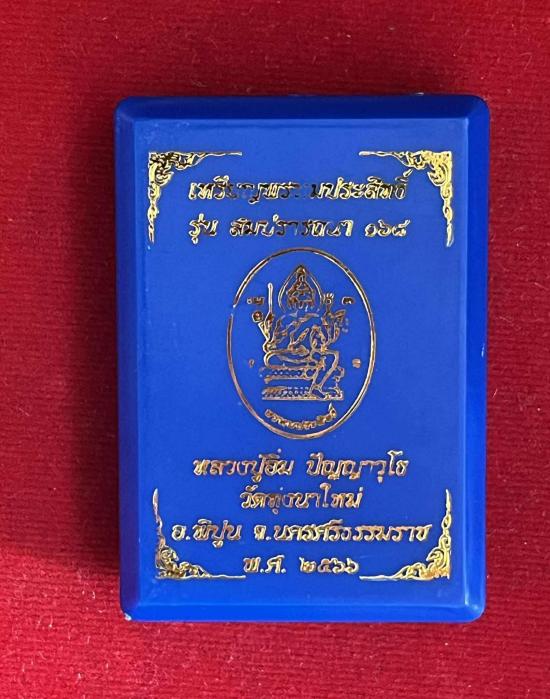 เหรียญพรหมประสิทธิ์
รุ่น สมปรารถนา ๑๖๘
หลวงปู่อิ่ม ปัญญาวุโธ
วัดทุ่งนาใหม่
อ.พิปูน จ.นครศรีธรรมราช
พ.ศ. ๒๕๖๖